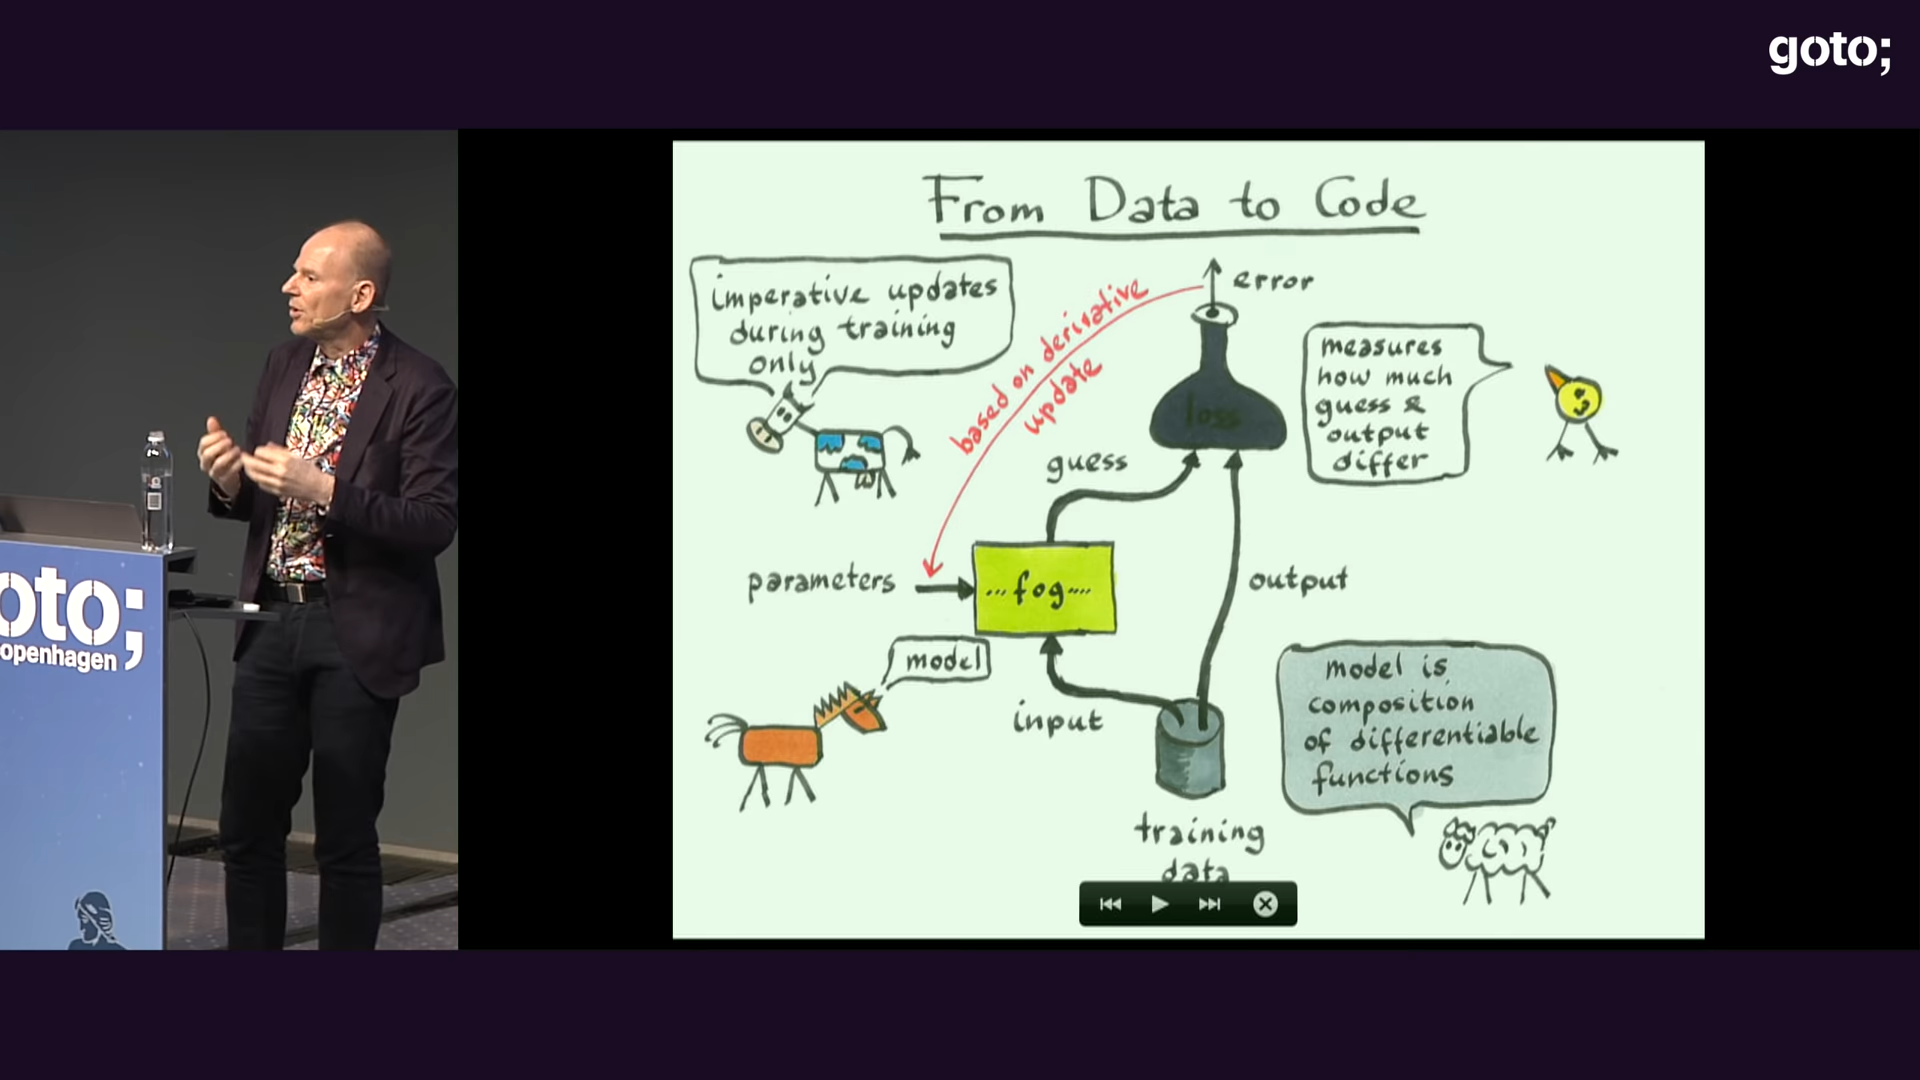 goto;
From Data to Code
imperative updates
during training
only
based on derivative
update
error
loss
measures
how much
guess &
output
differ
guess
parameters
...fog....
output
model
input
model is
composition
of differentiable
functions
training
data
oto;
openhagen